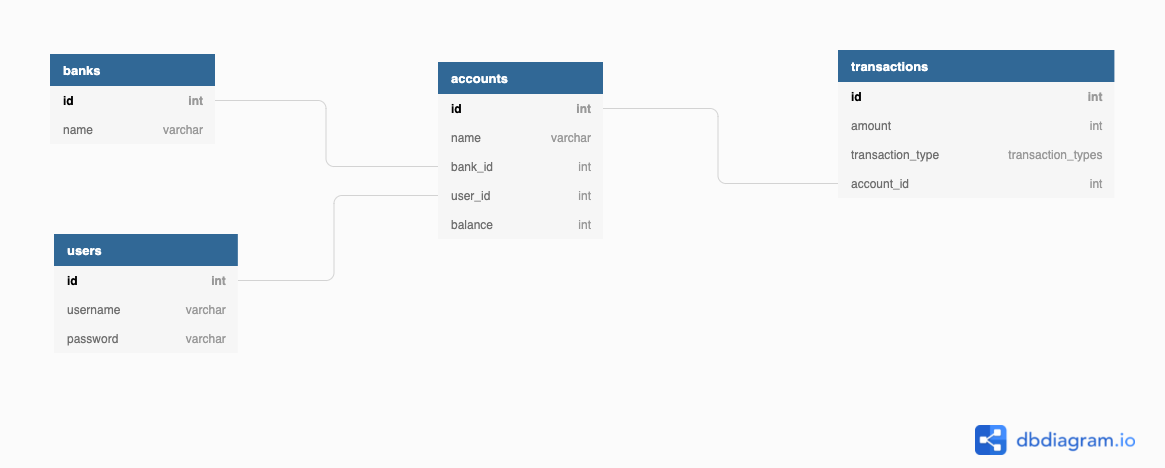 banks
id int
name varchar
users
id int
username varchar
password varchar
accounts
id int
name varchar
bank_id int
user_id int
balance int
transactions
id int
amount int
transaction_type transaction_types
account_id int
dbdiagram.io